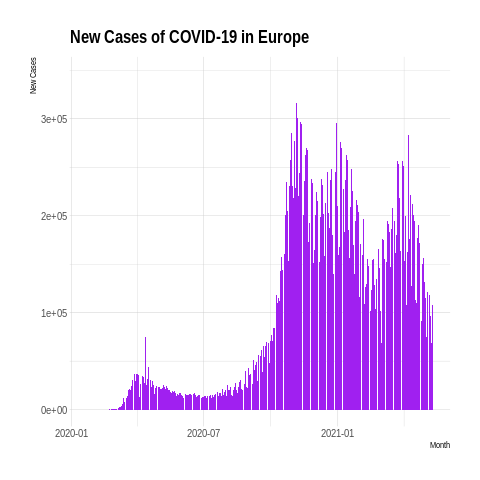 New Cases of COVID-19 in Europe
New Cases
3e+05
2e+05
1e+05
0e+00
2020-01 2020-07 2021-01
Month